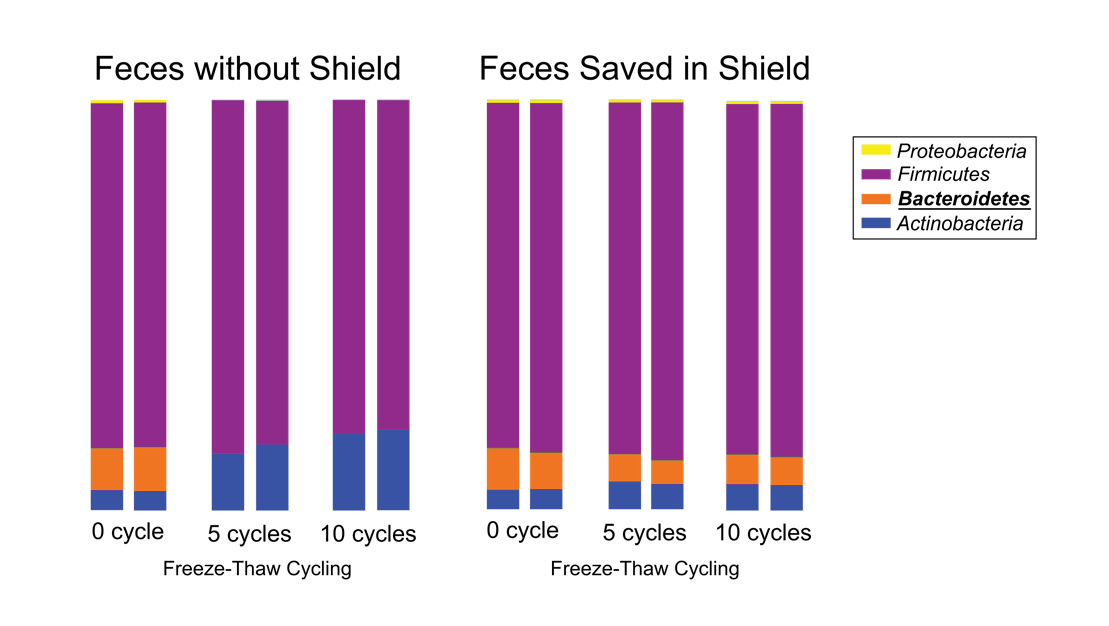 Feces without Shield
Feces Saved in Shield
Proteobacteria
Firmicutes
Bacteroidetes
Actinobacteria
0 cycle
5 cycles
10 cycles
0 cycle
5 cycles
10 cycles
Freeze-Thaw Cycling
Freeze-Thaw Cycling